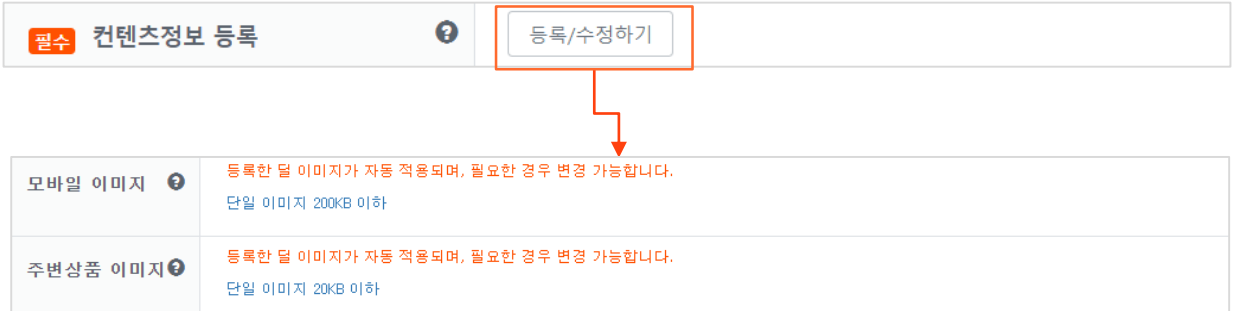 필수 컨텐츠정보 등록 ? 등록/수정하기
모바일 이미지 ? 등록한 딜 이미지가 자동 적용되며, 필요한 경우 변경 가능합니다.
단일 이미지 200KB 이하
주변상품 이미지 ? 등록한 딜 이미지가 자동 적용되며, 필요한 경우 변경 가능합니다.
단일 이미지 20KB 이하